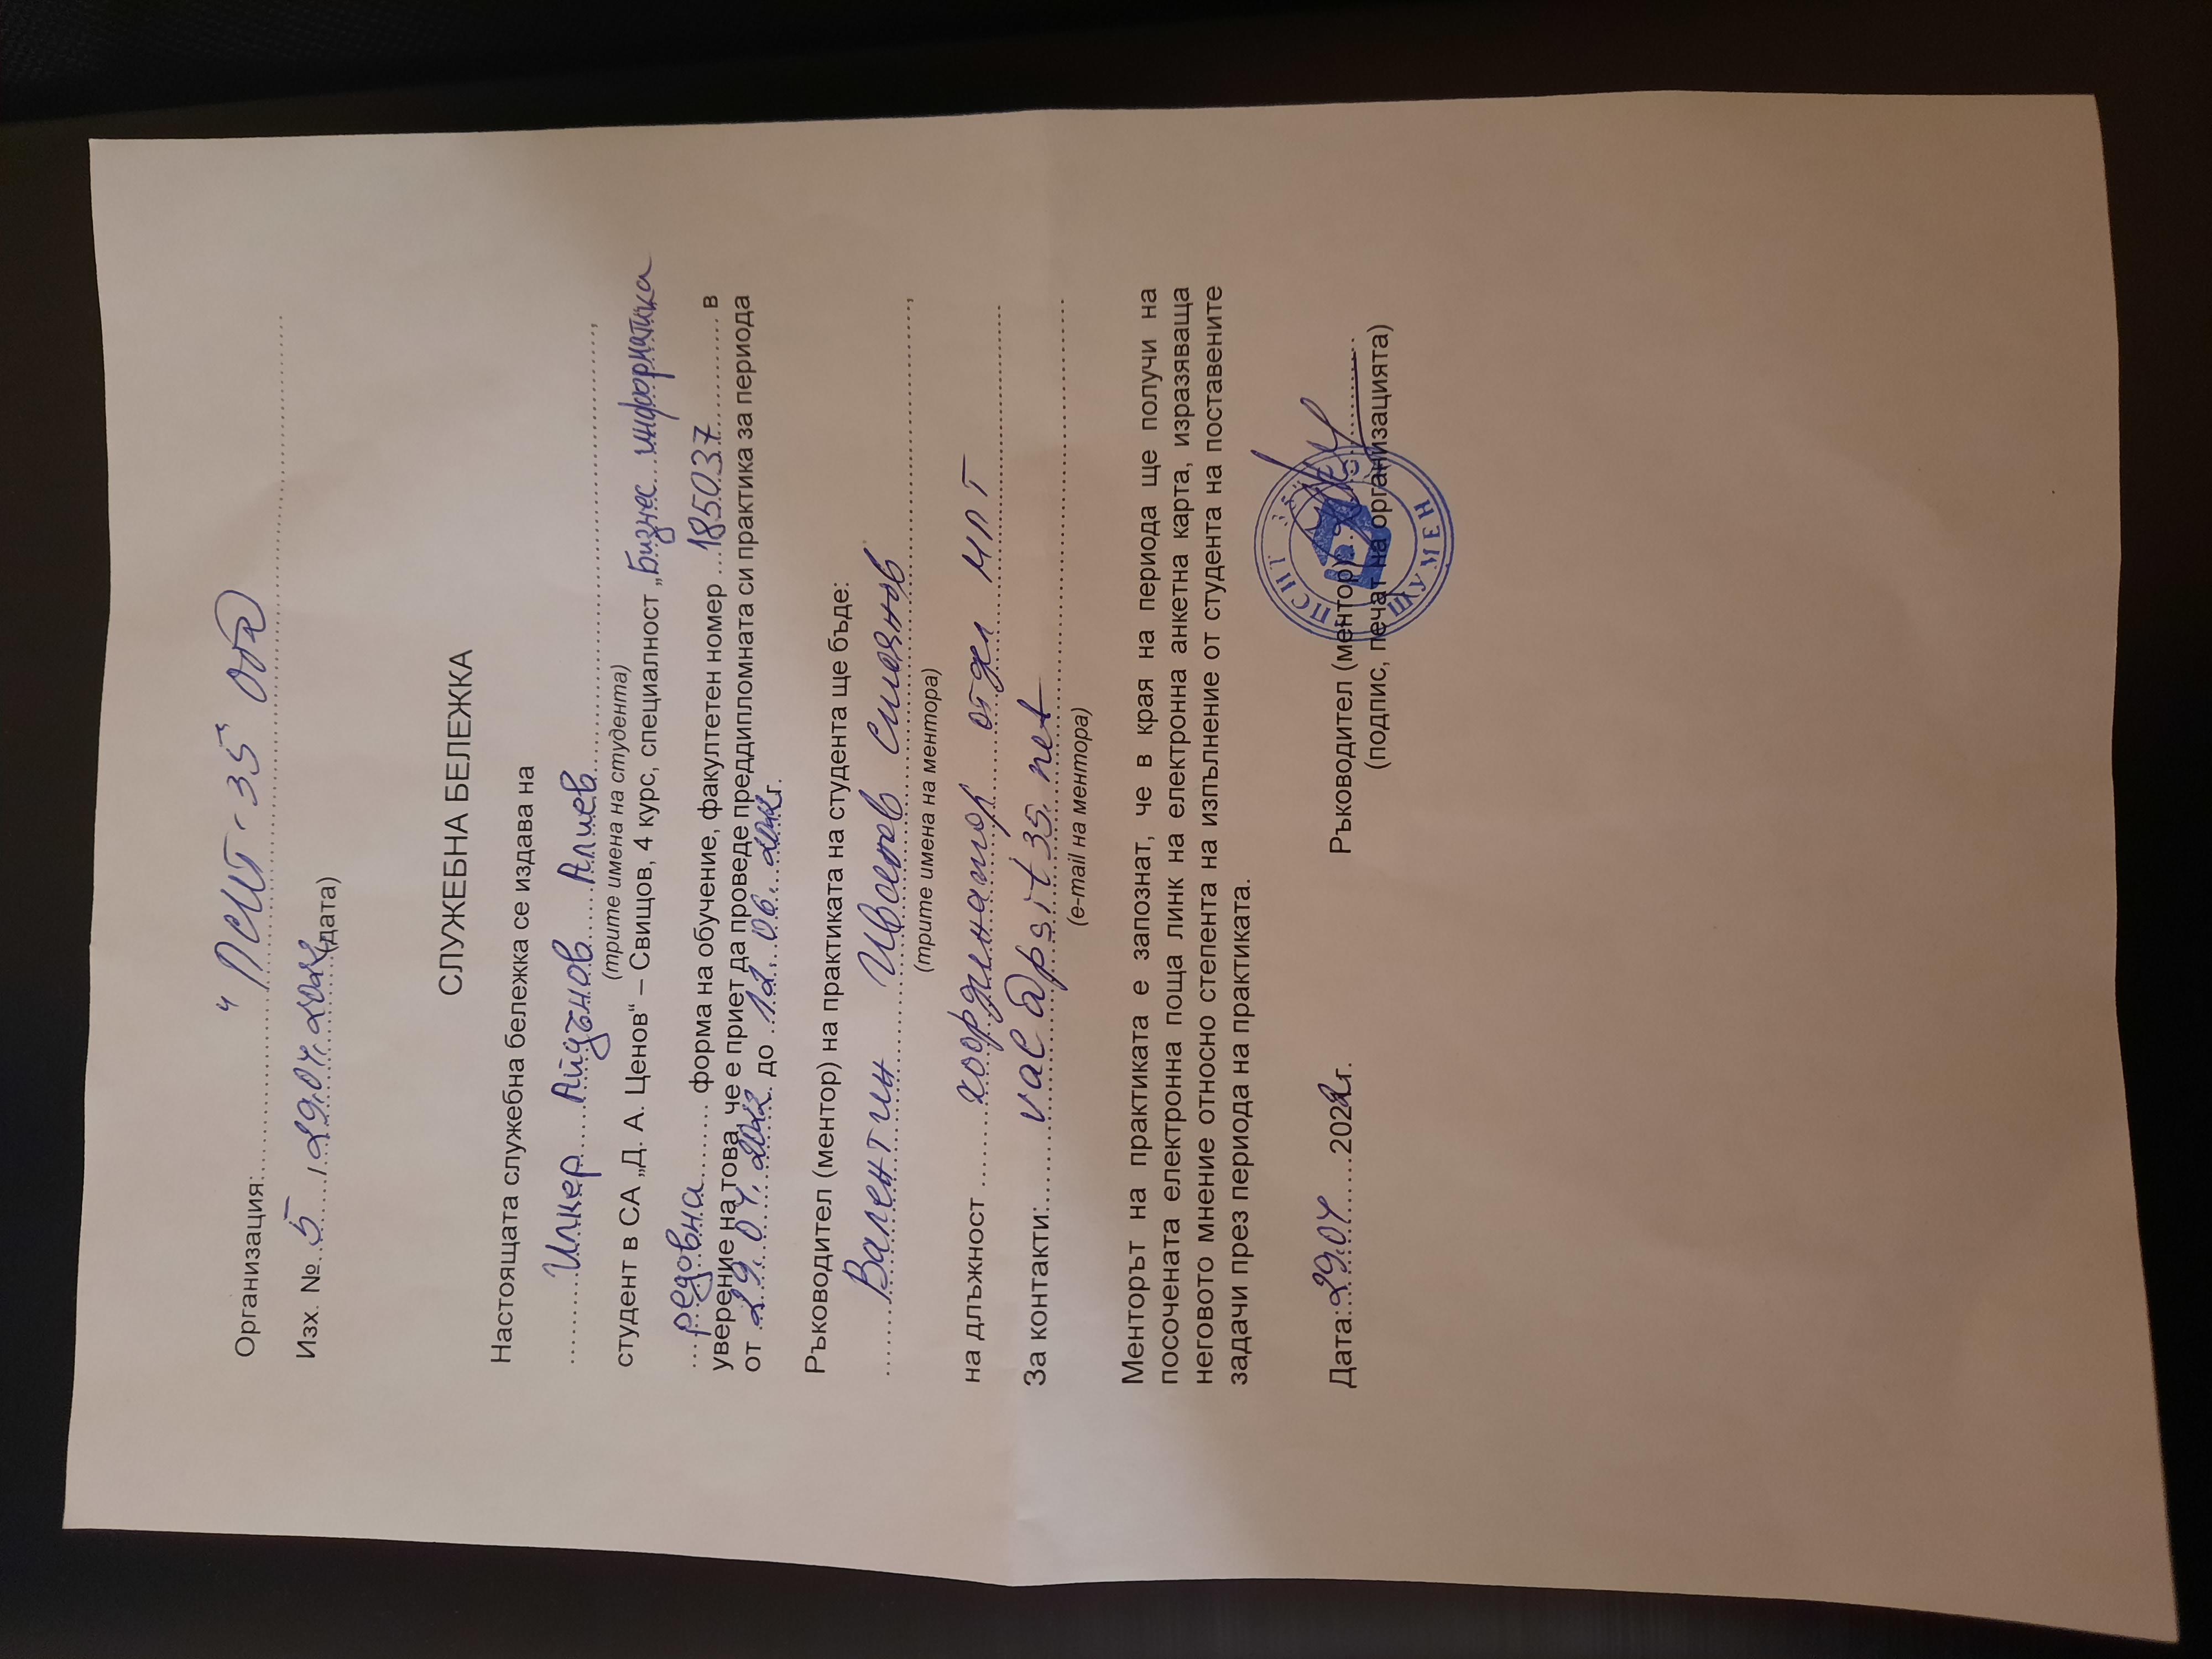 Организация: "ПСИТ-35" ООД
Изх. № 5 / 29.04.2022 (дата)
СЛУЖЕБНА БЕЛЕЖКА
Настоящата служебна бележка се издава на
Илкер Айдънов Алиев,
(трите имена на студента)
студент в СА „Д. А. Ценов“ – Свищов, 4 курс, специалност „Бизнес информатика
редовна форма на обучение, факултетен номер 185037 в
уверение на това, че е приет да проведе преддипломната си практика за периода
от 29.04.2022 до 12.06.2022г.
Ръководител (ментор) на практиката на студента ще бъде:
Валентин Иванов Стоянов,
(трите имена на ментора)
на длъжност координатор отдел МПТ
За контакти: val@psit35.net
(e-mail на ментора)
Менторът на практиката е запознат, че в края на периода ще получи на
посочената електронна поща линк на електронна анкетна карта, изразяваща
неговото мнение относно степента на изпълнение от студента на поставените
задачи през периода на практиката.
Дата: 29.04 2022г.
Ръководител (ментор):
(подпис, печат на организацията)
ПСИТ 35" ООД
ШУМЕН